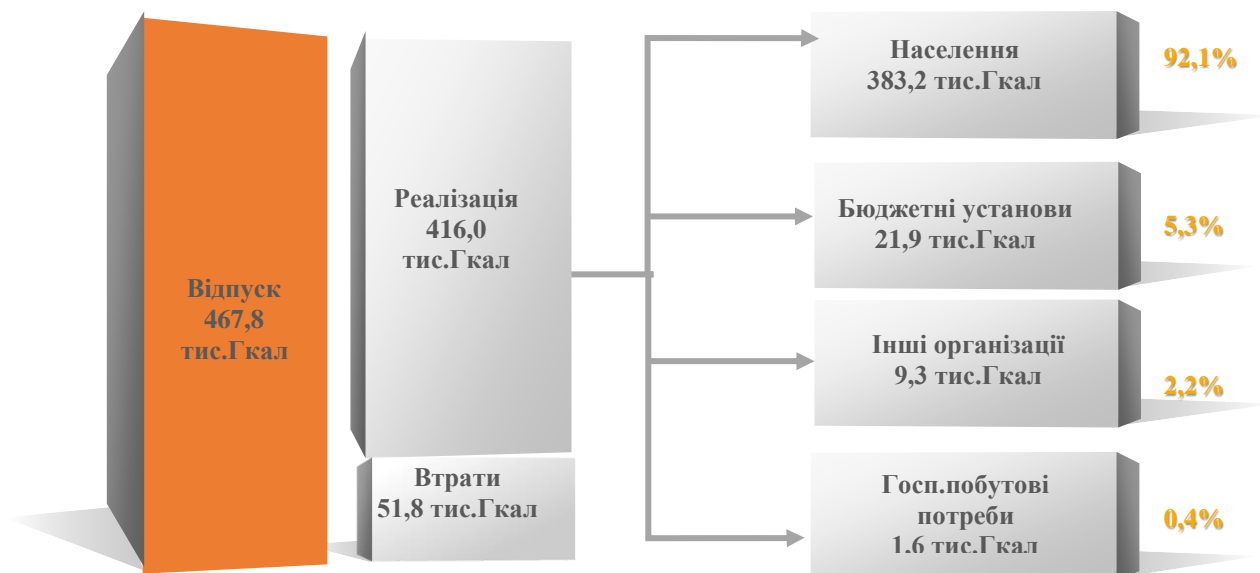 Відпуск
467,8
тис.Гкал
Реалізація
416,0
тис.Гкал
Втрати
51,8 тис.Гкал
Населення
383,2 тис.Гкал
92,1%
Бюджетні установи
21,9 тис.Гкал
5,3%
Інші організації
9,3 тис.Гкал
2,2%
Госп.побутові
потреби
1,6 тис.Гкал
0,4%